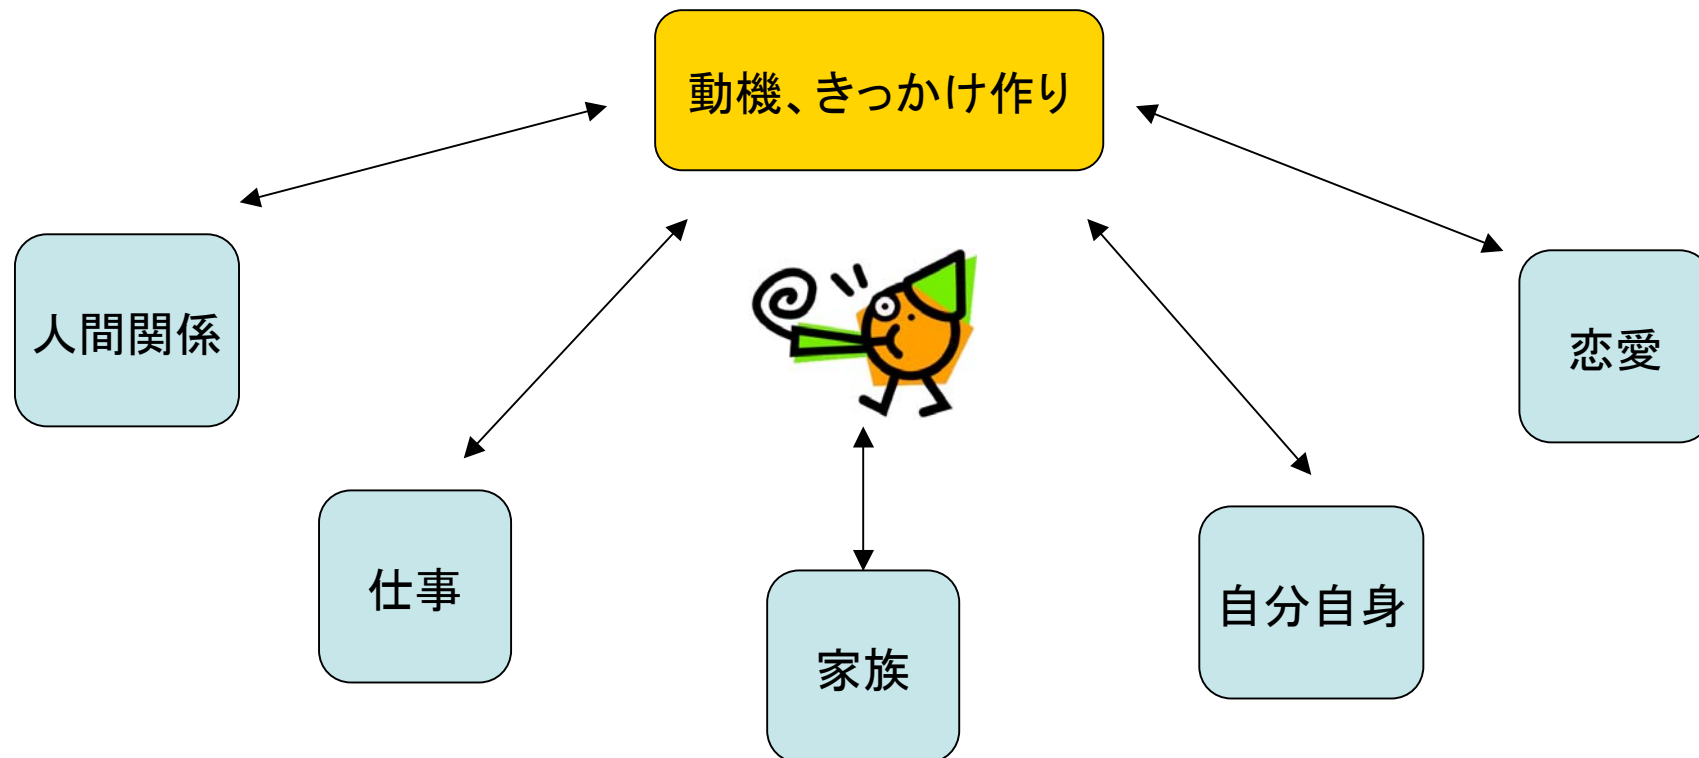 動機、きっかけ作り
人間関係
恋愛
仕事
自分自身
家族